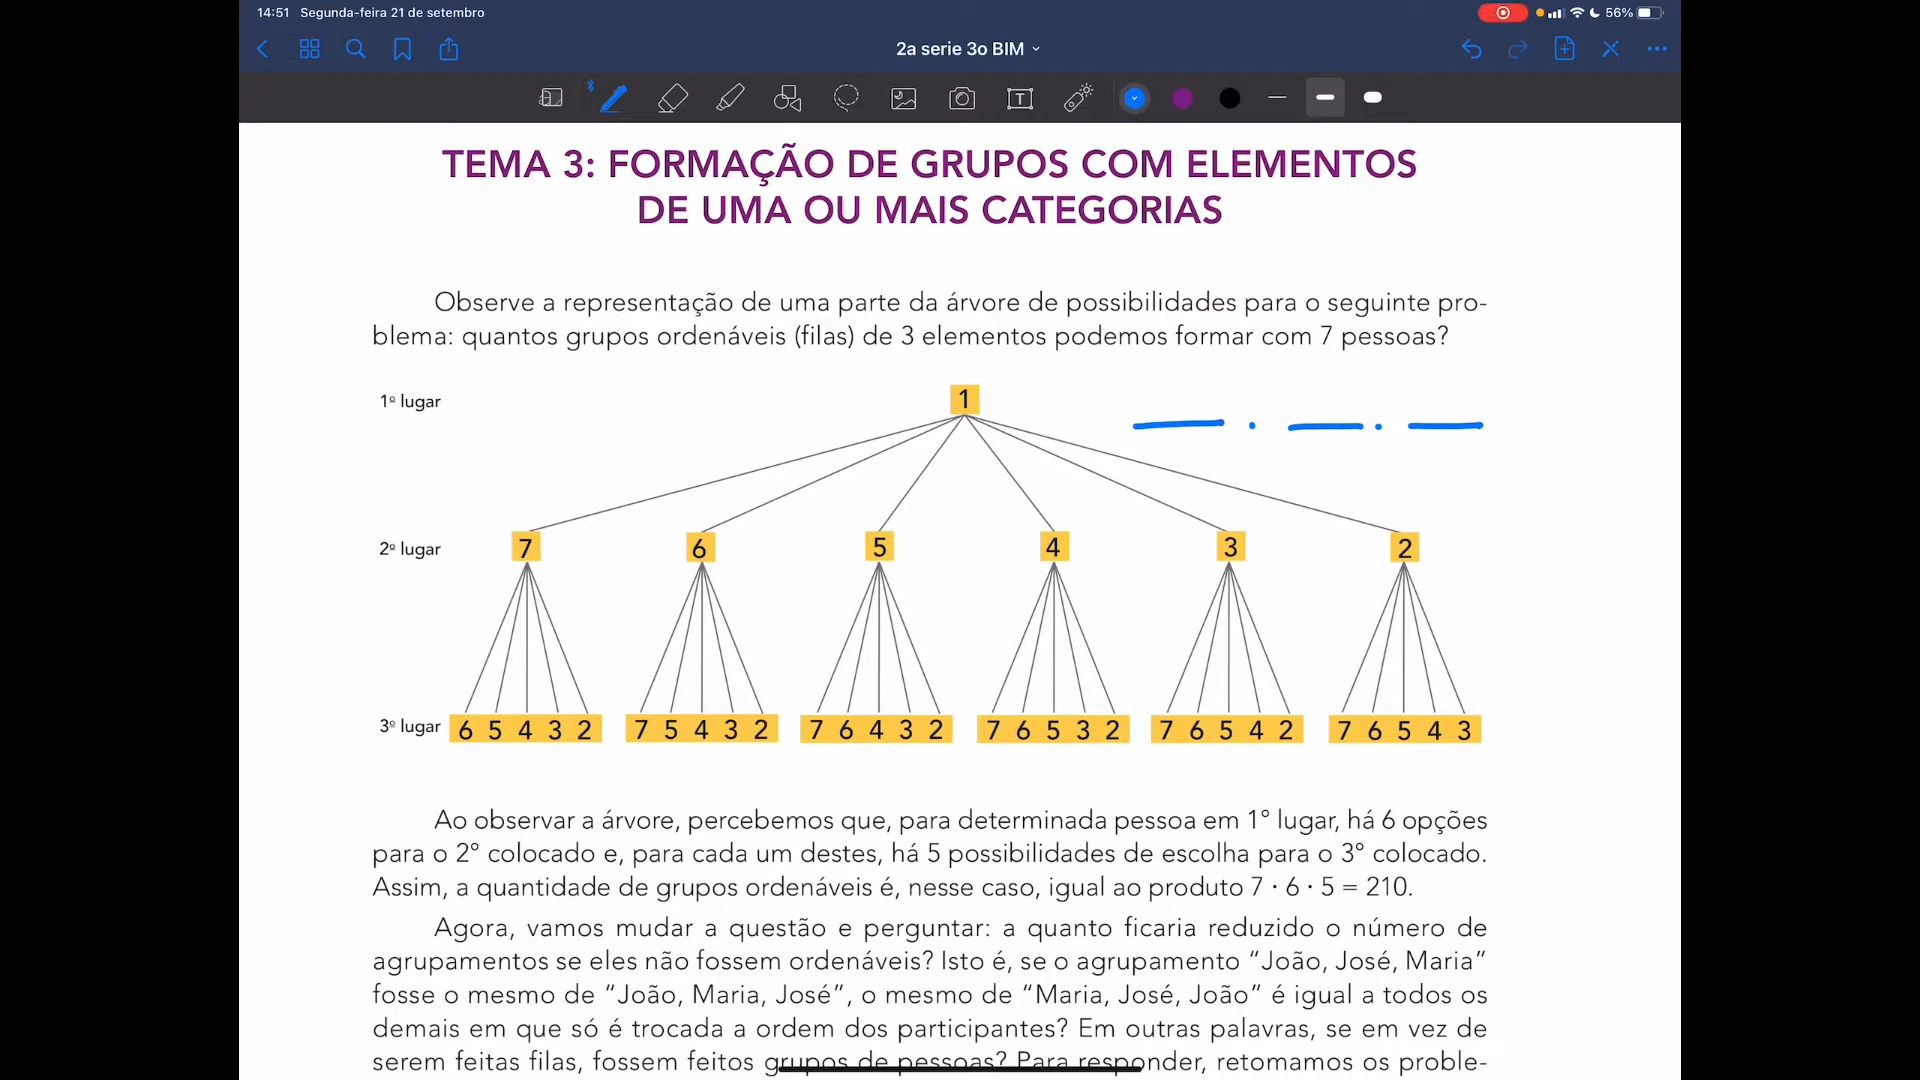 14:51 Segunda-feira 21 de setembro
56%
2a serie 3o BIM
T
TEMA 3: FORMAÇÃO DE GRUPOS COM ELEMENTOS
DE UMA OU MAIS CATEGORIAS
Observe a representação de uma parte da árvore de possibilidades para o seguinte pro-
blema: quantos grupos ordenáveis (filas) de 3 elementos podemos formar com 7 pessoas?
1º lugar 1
2º lugar 7 6 5 4 3 2
3º lugar 6 5 4 3 2 7 5 4 3 2 7 6 4 3 2 7 6 5 3 2 7 6 5 4 2 7 6 5 4 3
Ao observar a árvore, percebemos que, para determinada pessoa em 1° lugar, há 6 opções
para o 2° colocado e, para cada um destes, há 5 possibilidades de escolha para o 3° colocado.
Assim, a quantidade de grupos ordenáveis é, nesse caso, igual ao produto 7 · 6 · 5 = 210.
Agora, vamos mudar a questão e perguntar: a quanto ficaria reduzido o número de
agrupamentos se eles não fossem ordenáveis? Isto é, se o agrupamento “João, José, Maria”
fosse o mesmo de “João, Maria, José”, o mesmo de “Maria, José, João” é igual a todos os
demais em que só é trocada a ordem dos participantes? Em outras palavras, se em vez de
serem feitas filas, fossem feitos grupos de pessoas? Para responder, retomamos os proble-